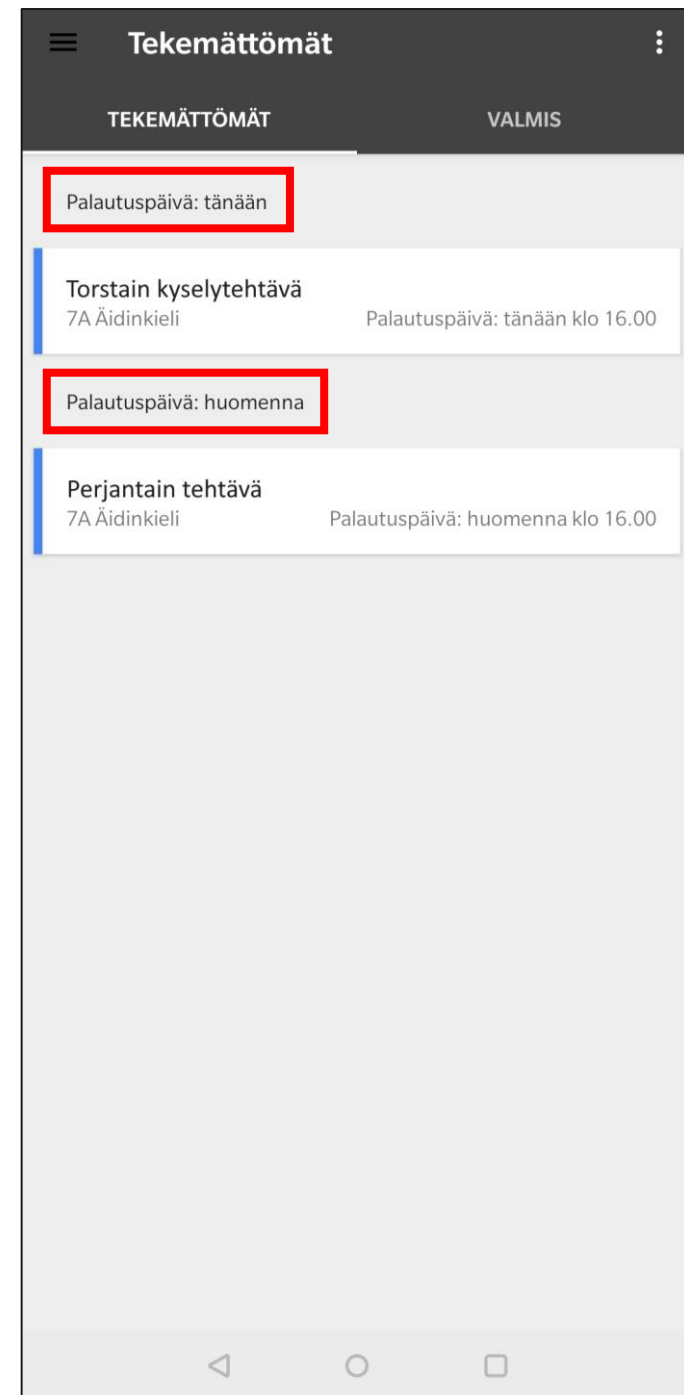 Tekemättömät
TEKEMÄTTÖMÄT VALMIS
Palautuspäivä: tänään
Torstain kyselytehtävä
7A Äidinkieli Palautuspäivä: tänään klo 16.00
Palautuspäivä: huomenna
Perjantain tehtävä
7A Äidinkieli Palautuspäivä: huomenna klo 16.00